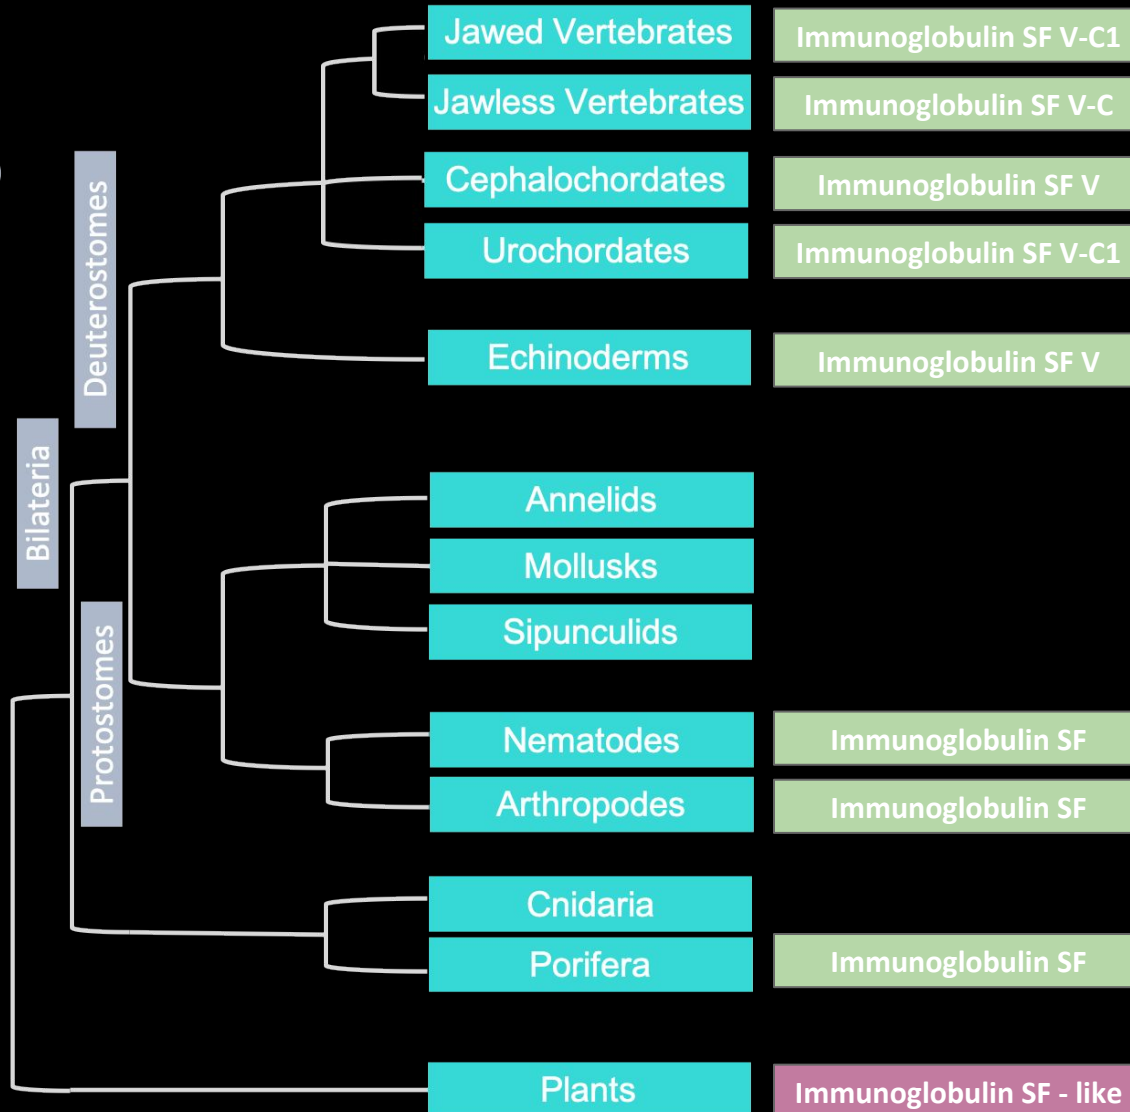 Jawed Vertebrates
Immunoglobulin SF V-C1
Jawless Vertebrates
Immunoglobulin SF V-C
Cephalochordates
Immunoglobulin SF V
Urochordates
Immunoglobulin SF V-C1
Deuterostomes
Echinoderms
Immunoglobulin SF V
Bilateria
Annelids
Mollusks
Sipunculids
Protostomes
Nematodes
Immunoglobulin SF
Arthropodes
Immunoglobulin SF
Cnidaria
Porifera
Immunoglobulin SF
Plants
Immunoglobulin SF - like